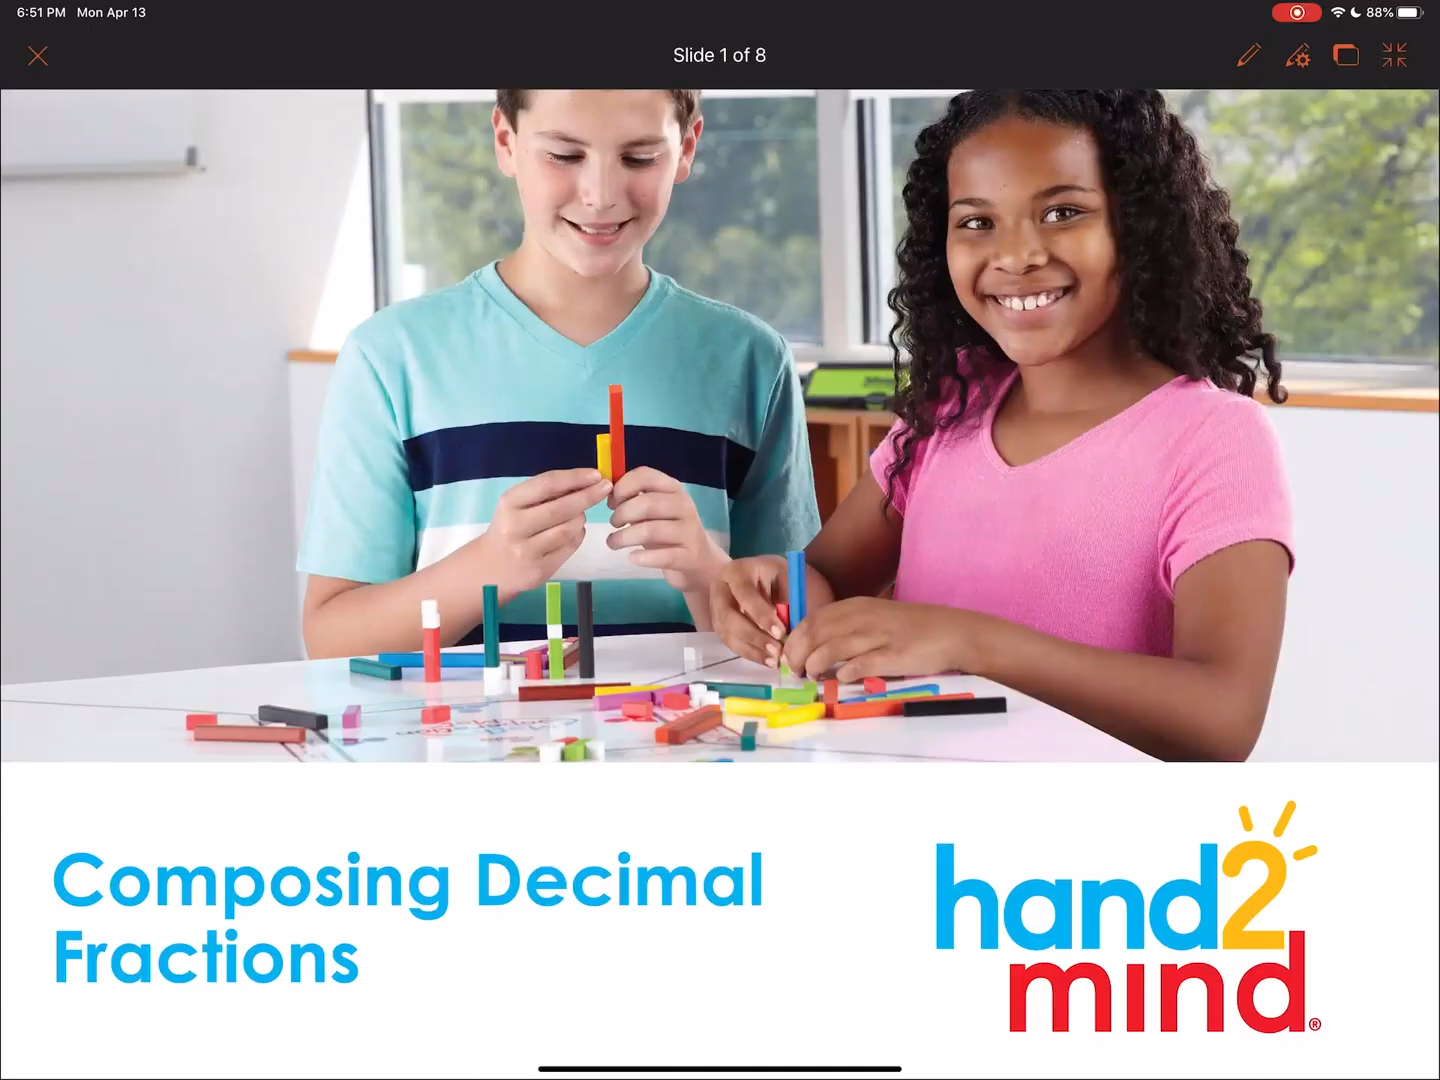 6:51 PM Mon Apr 13
88%
Slide 1 of 8
Composing Decimal
Fractions
hand2
mind®